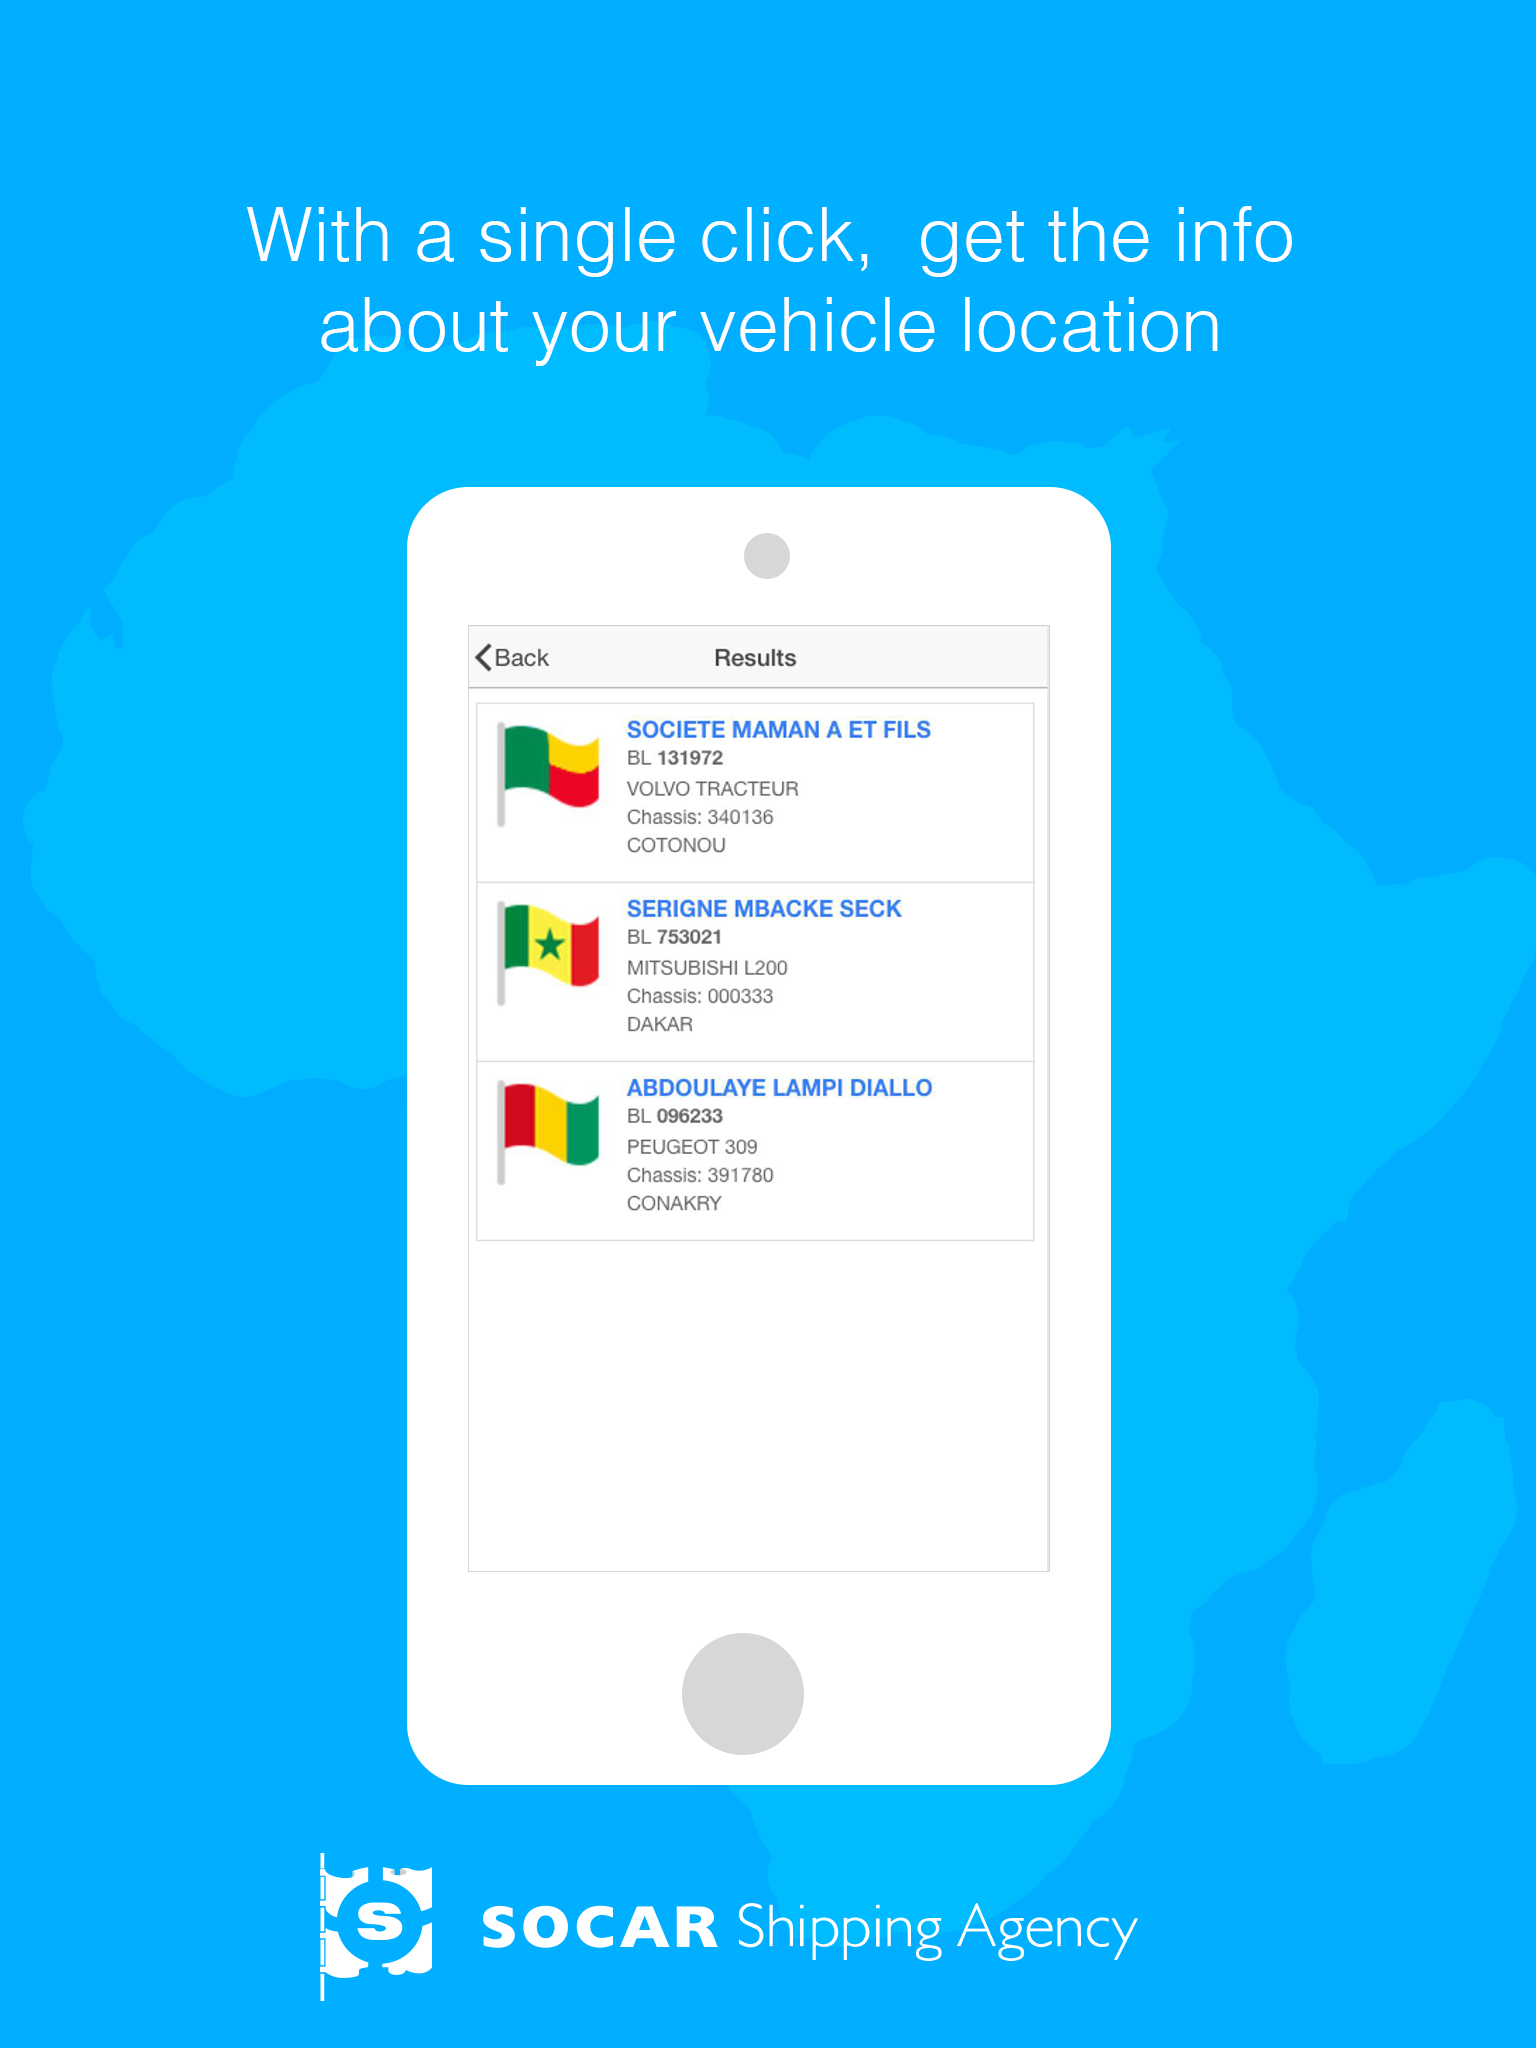 With a single click, get the info
about your vehicle location
Back
Results
SOCIETE MAMAN A ET FILS
BL 131972
VOLVO TRACTEUR
Chassis: 340136
COTONOU
SERIGNE MBACKE SECK
BL 753021
MITSUBISHI L200
Chassis: 000333
DAKAR
ABDOULAYE LAMPI DIALLO
BL 096233
PEUGEOT 309
Chassis: 391780
CONAKRY
S
SOCAR Shipping Agency